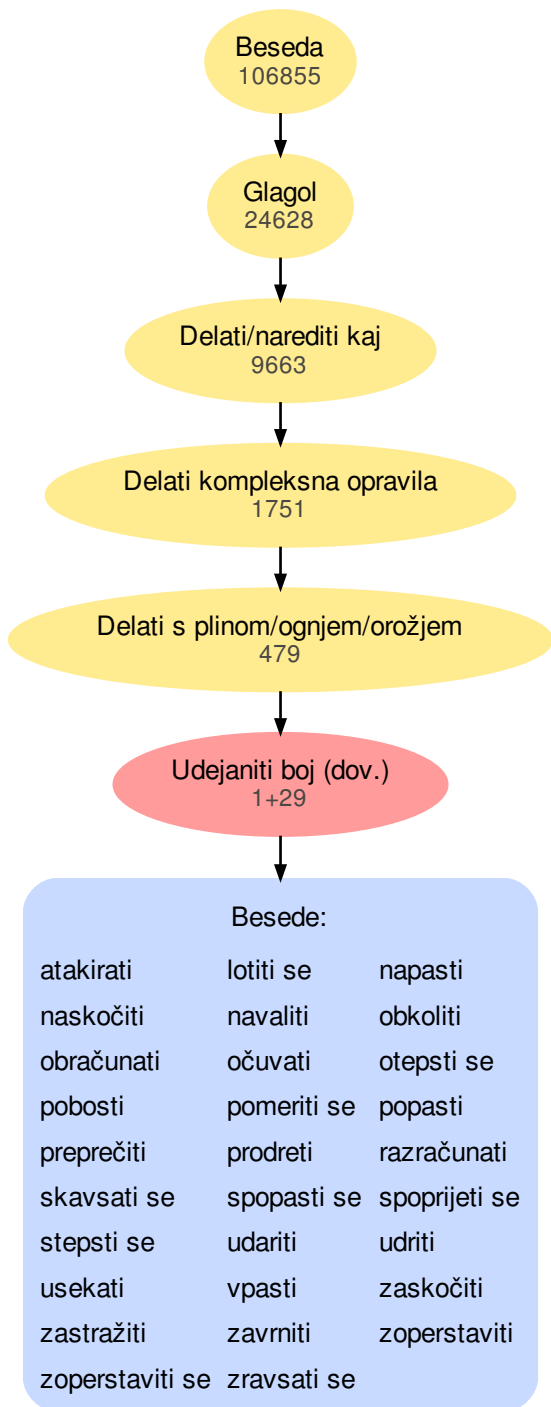 Beseda
106855
Glagol
24628
Delati/narediti kaj
9663
Delati kompleksna opravila
1751
Delati s plinom/ognjem/orožjem
479
Udejaniti boj (dov.)
1+29
Besede:
atakirati lotiti se napasti
naskočiti navaliti obkoliti
obračunati očuvati otepsti se
pobosti pomeriti se popasti
preprečiti prodreti razračunati
skavsati se spopasti se spoprijeti se
stepsti se udariti udriti
usekati vpasti zaskočiti
zastražiti zavrniti zoperstaviti
zoperstaviti se zravsati se